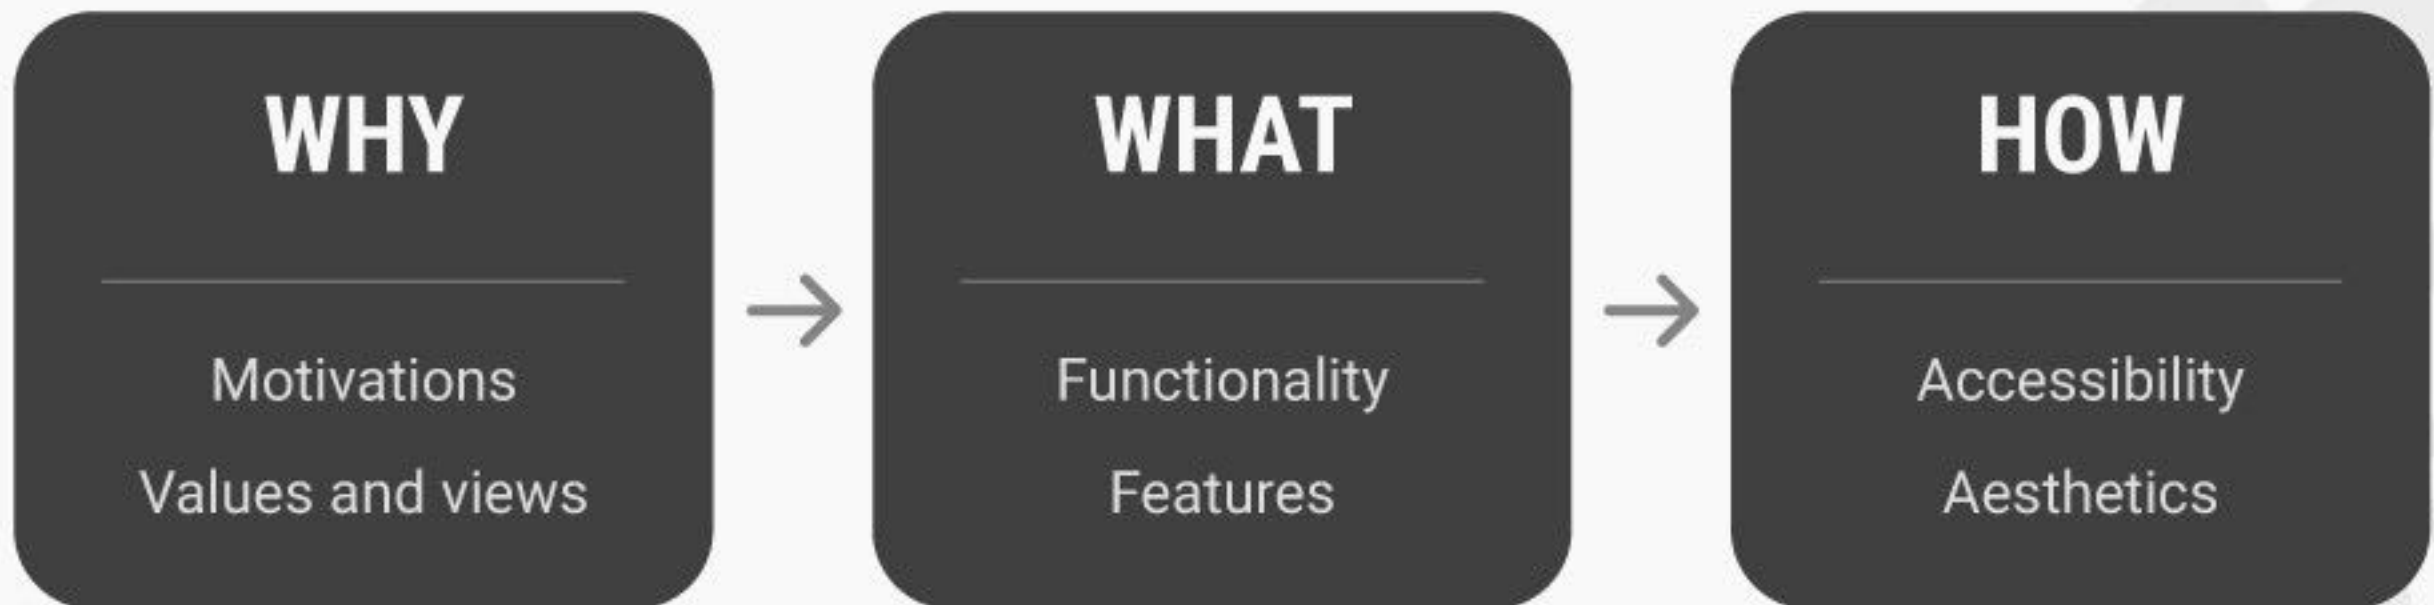 WHY
Motivations
Values and views
WHAT
Functionality
Features
HOW
Accessibility
Aesthetics